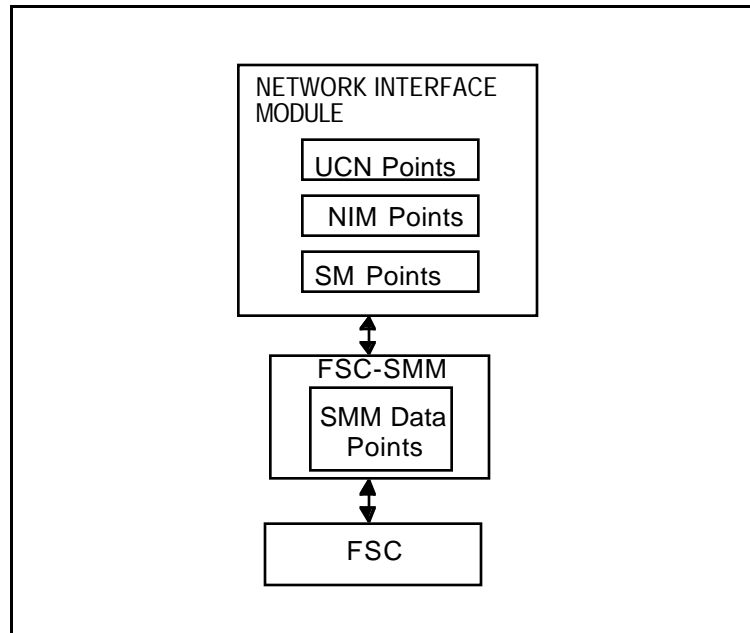 NETWORK INTERFACE
MODULE
UCN Points
NIM Points
SM Points
FSC-SMM
SMM Data
Points
FSC